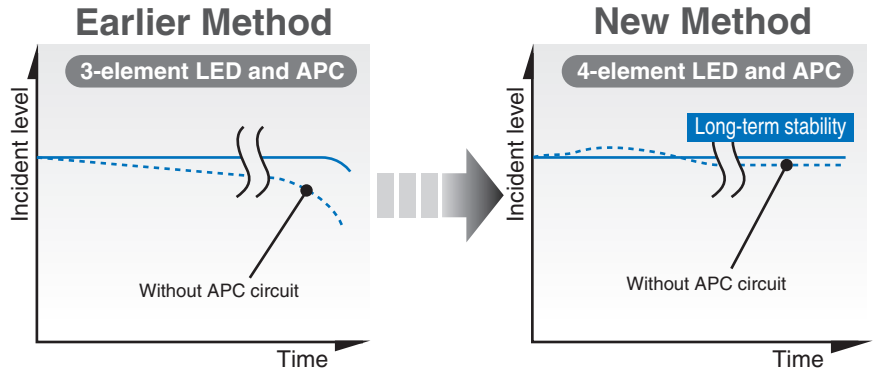 Earlier Method
3-element LED and APC
Incident level
Without APC circuit
Time
New Method
4-element LED and APC
Long-term stability
Incident level
Without APC circuit
Time